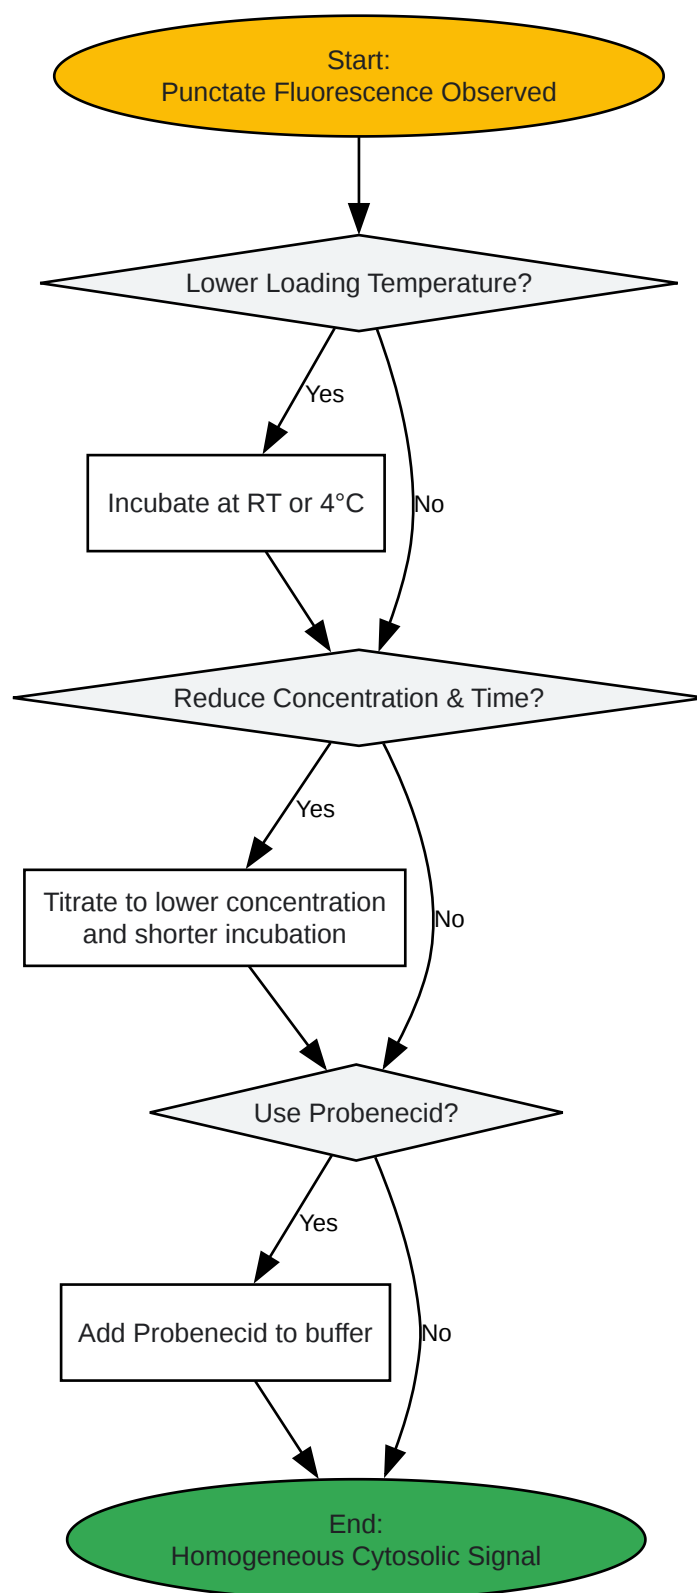 Start:
Punctate Fluorescence Observed
Lower Loading Temperature?
Yes
Incubate at RT or 4°C
No
Reduce Concentration & Time?
Yes
Titrate to lower concentration
and shorter incubation
No
Use Probenecid?
Yes
Add Probenecid to buffer
No
End:
Homogeneous Cytosolic Signal